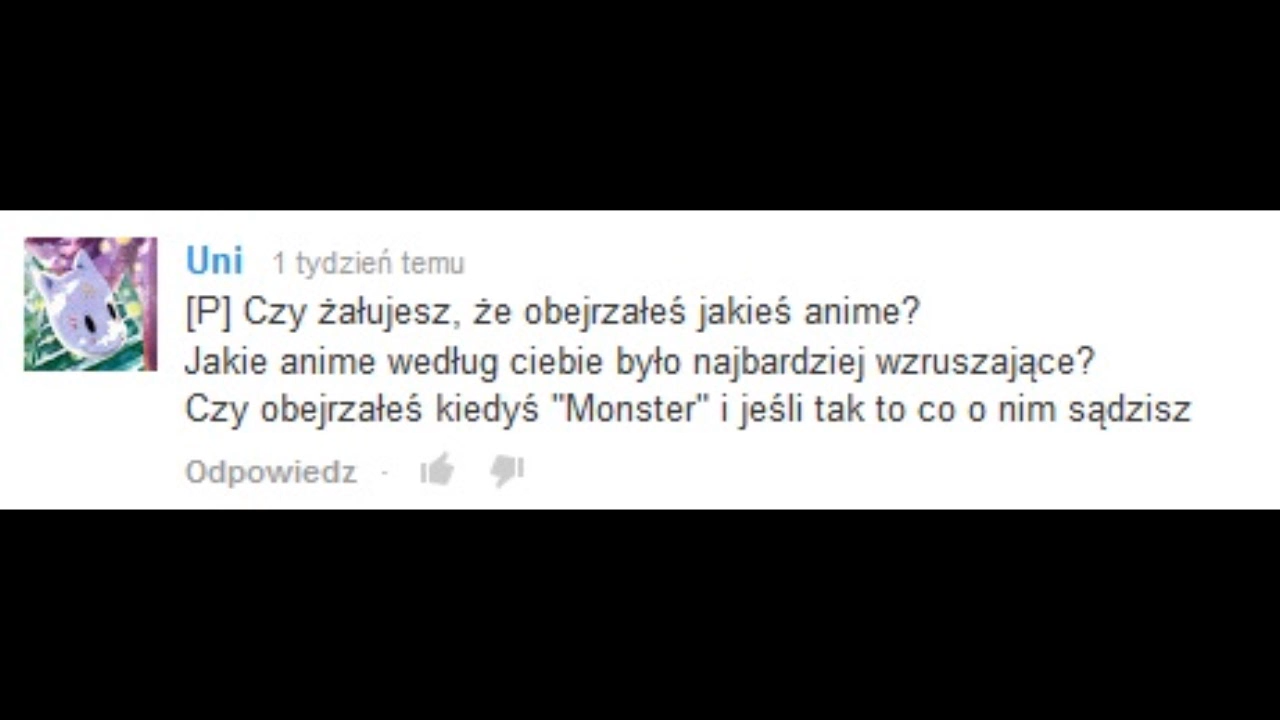 Uni 1 tydzień temu
[P] Czy żałujesz, że obejrzałeś jakieś anime?
Jakie anime według ciebie było najbardziej wzruszające?
Czy obejrzałeś kiedyś "Monster" i jeśli tak to co o nim sądzisz
Odpowiedz ·